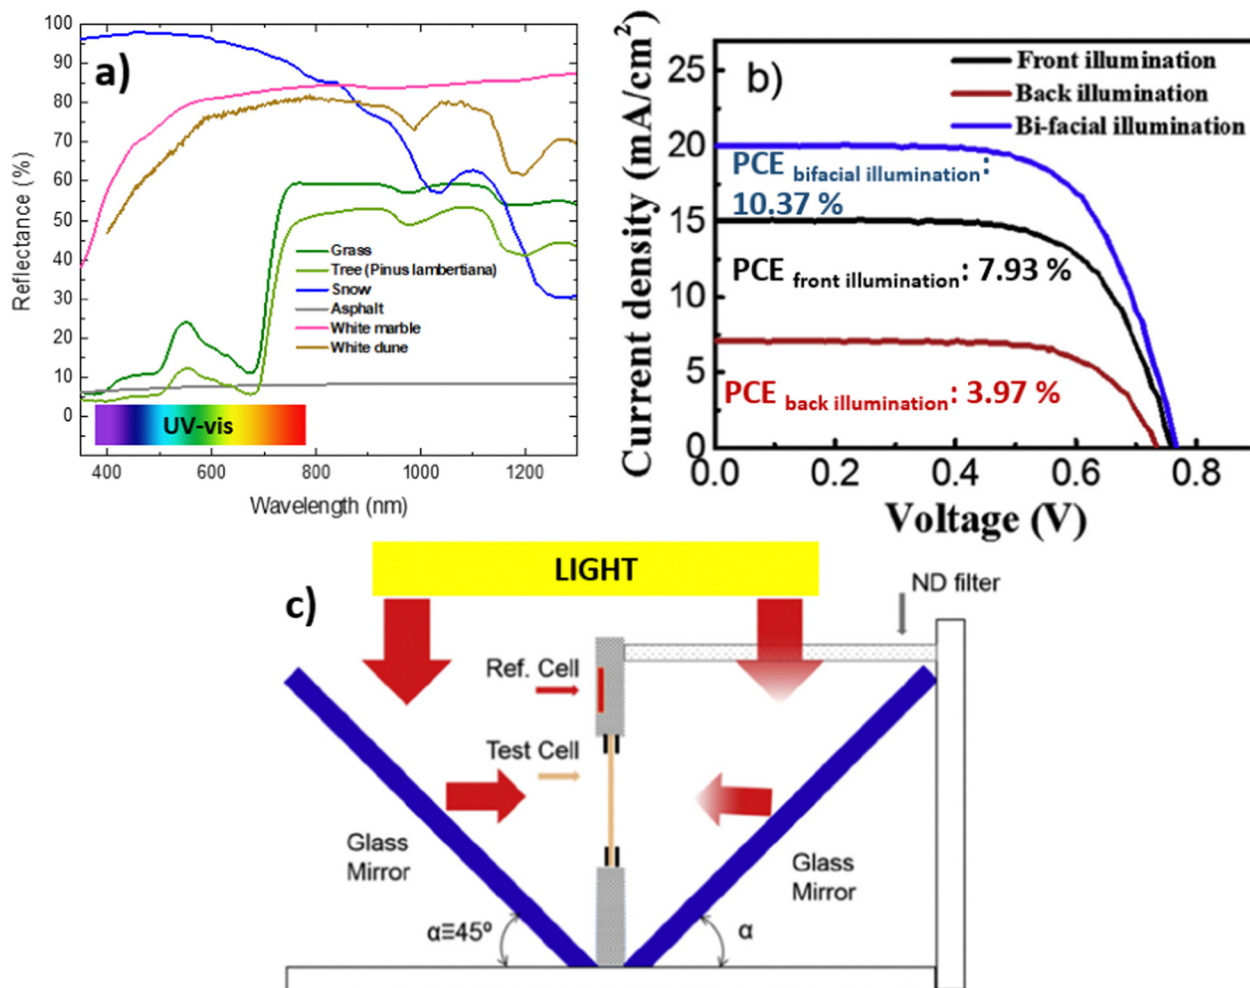 a)
100
90
80
70
60
50
40
30
20
10
0
Reflectance (%)
Grass
Tree (Pinus lambertiana)
Snow
Asphalt
White marble
White dune
UV-vis
400 600 800 1000 1200
Wavelength (nm)
b)
Front illumination
Back illumination
Bi-facial illumination
25
20
15
10
5
0
Current density (mA/cm²)
PCE bifacial illumination:
10.37 %
PCE front illumination: 7.93 %
PCE back illumination: 3.97 %
0.0 0.2 0.4 0.6 0.8
Voltage (V)
c)
LIGHT
ND filter
Ref. Cell
Test Cell
Glass
Mirror
Glass
Mirror
α≡45º
α